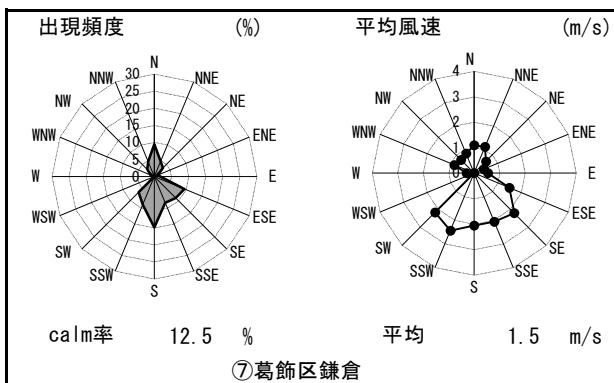 出現頻度 (%)
N
NNE
NE
ENE
E
ESE
SE
SSE
S
SSW
SW
WSW
W
WNW
NW
NNW
30
25
20
15
10
5
0
calm率 12.5 %
平均風速 (m/s)
N
NNE
NE
ENE
E
ESE
SE
SSE
S
SSW
SW
WSW
W
WNW
NW
NNW
4
3
2
1
0
平均 1.5 m/s
⑦葛飾区鎌倉